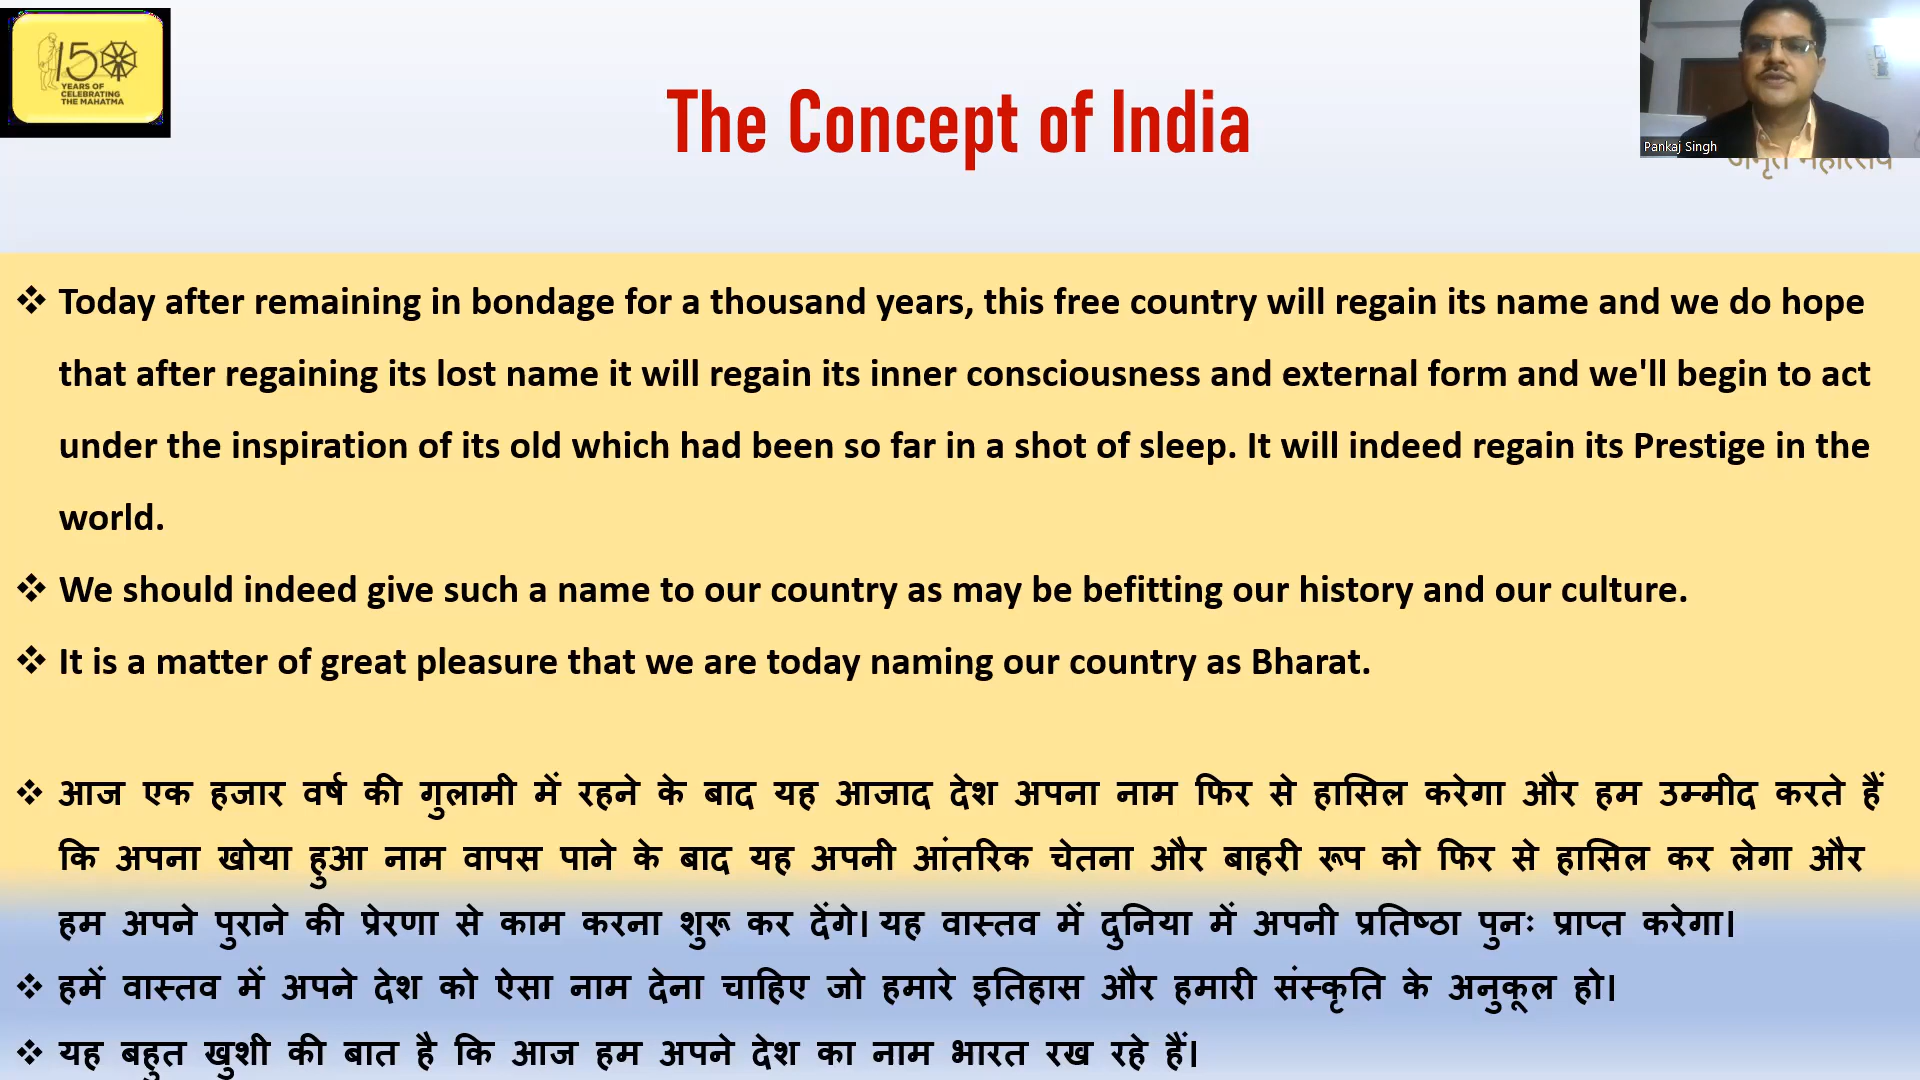 150
YEARS OF
CELEBRATING
THE MAHATMA
The Concept of India
Pankaj Singh
अमृत महोत्सव
❖ Today after remaining in bondage for a thousand years, this free country will regain its name and we do hope
that after regaining its lost name it will regain its inner consciousness and external form and we'll begin to act
under the inspiration of its old which had been so far in a shot of sleep. It will indeed regain its Prestige in the
world.
❖ We should indeed give such a name to our country as may be befitting our history and our culture.
❖ It is a matter of great pleasure that we are today naming our country as Bharat.
❖ आज एक हजार वर्ष की गुलामी में रहने के बाद यह आजाद देश अपना नाम फिर से हासिल करेगा और हम उम्मीद करते हैं
कि अपना खोया हुआ नाम वापस पाने के बाद यह अपनी आंतरिक चेतना और बाहरी रूप को फिर से हासिल कर लेगा और
हम अपने पुराने की प्रेरणा से काम करना शुरू कर देंगे। यह वास्तव में दुनिया में अपनी प्रतिष्ठा पुनः प्राप्त करेगा।
❖ हमें वास्तव में अपने देश को ऐसा नाम देना चाहिए जो हमारे इतिहास और हमारी संस्कृति के अनुकूल हो।
❖ यह बहुत खुशी की बात है कि आज हम अपने देश का नाम भारत रख रहे हैं।